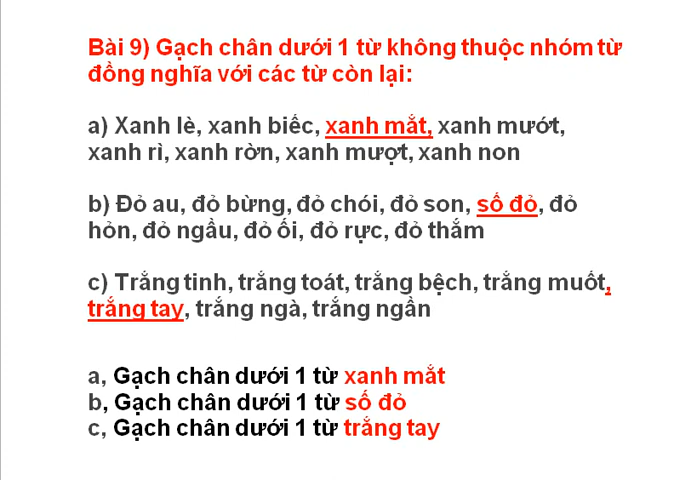 Bài 9) Gạch chân dưới 1 từ không thuộc nhóm từ
đồng nghĩa với các từ còn lại:
a) Xanh lè, xanh biếc, xanh mắt, xanh mướt,
xanh rì, xanh rờn, xanh mượt, xanh non
b) Đỏ au, đỏ bừng, đỏ chói, đỏ son, số đỏ, đỏ
hỏn, đỏ ngầu, đỏ ối, đỏ rực, đỏ thắm
c) Trắng tinh, trắng toát, trắng bệch, trắng muốt,
trắng tay, trắng ngà, trắng ngần
a, Gạch chân dưới 1 từ xanh mắt
b, Gạch chân dưới 1 từ số đỏ
c, Gạch chân dưới 1 từ trắng tay